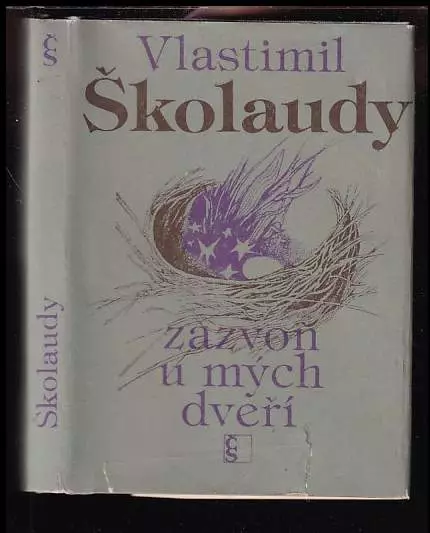 čs
Školaudy
Vlastimil
Školaudy
zazvoň
u mých
dveří
čs